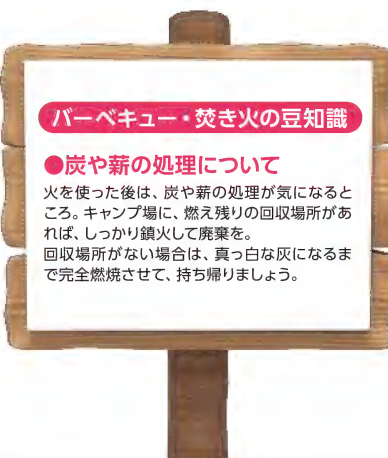 バーベキュー・焚き火の豆知識
●炭や薪の処理について
火を使った後は、炭や薪の処理が気になると
ころ。キャンプ場に、燃え残りの回収場所があ
れば、しっかり鎮火して廃棄を。
回収場所がない場合は、真っ白な灰になるま
で完全燃焼させて、持ち帰りましょう。